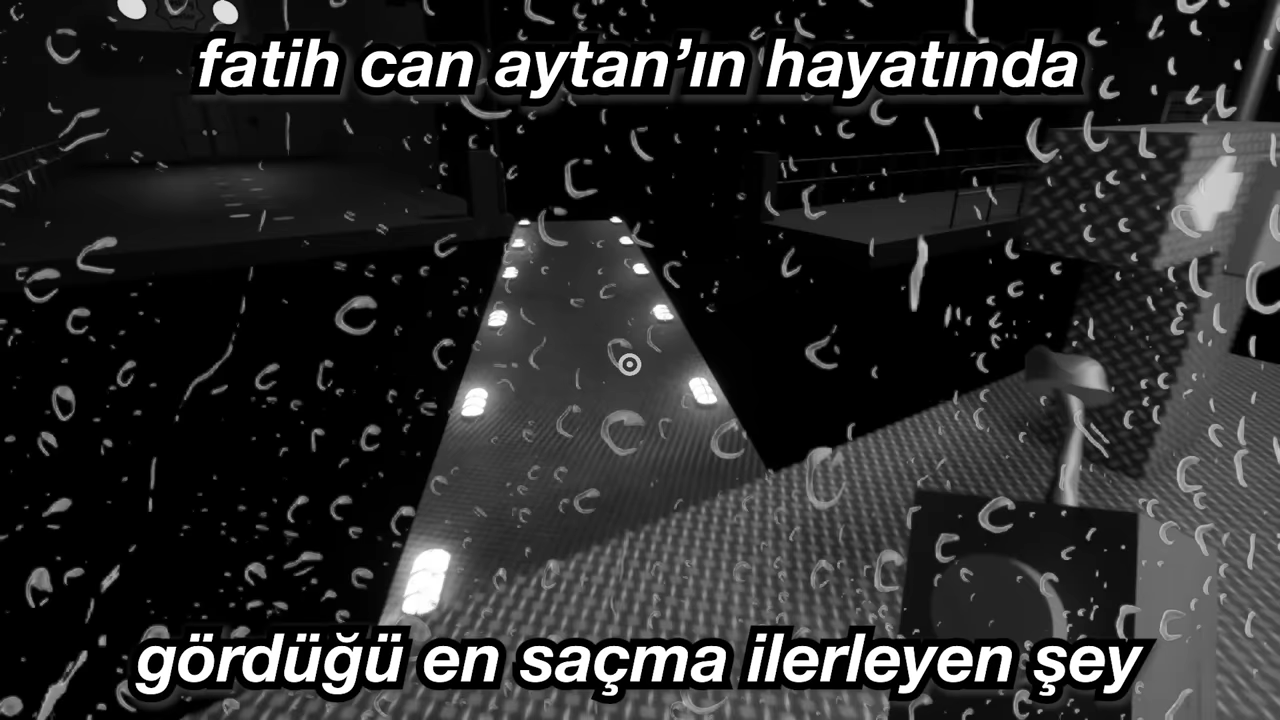 fatih can aytan’ın hayatında
gördüğü en saçma ilerleyen şey